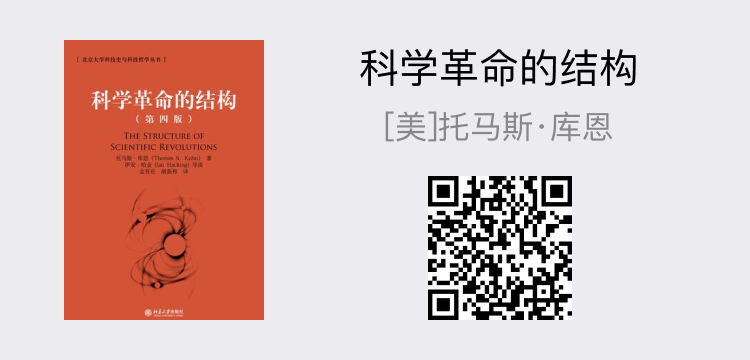 [ 北京大学科技史与科技哲学丛书 ]
科学革命的结构
（第四版）
THE STRUCTURE OF
SCIENTIFIC REVOLUTIONS
托马斯·库恩（Thomas S. Kuhn） 著
伊安·哈金（Ian Hacking）导读
金吾伦 胡新和 译
北京大学出版社
PEKING UNIVERSITY PRESS
科学革命的结构
[美]托马斯·库恩